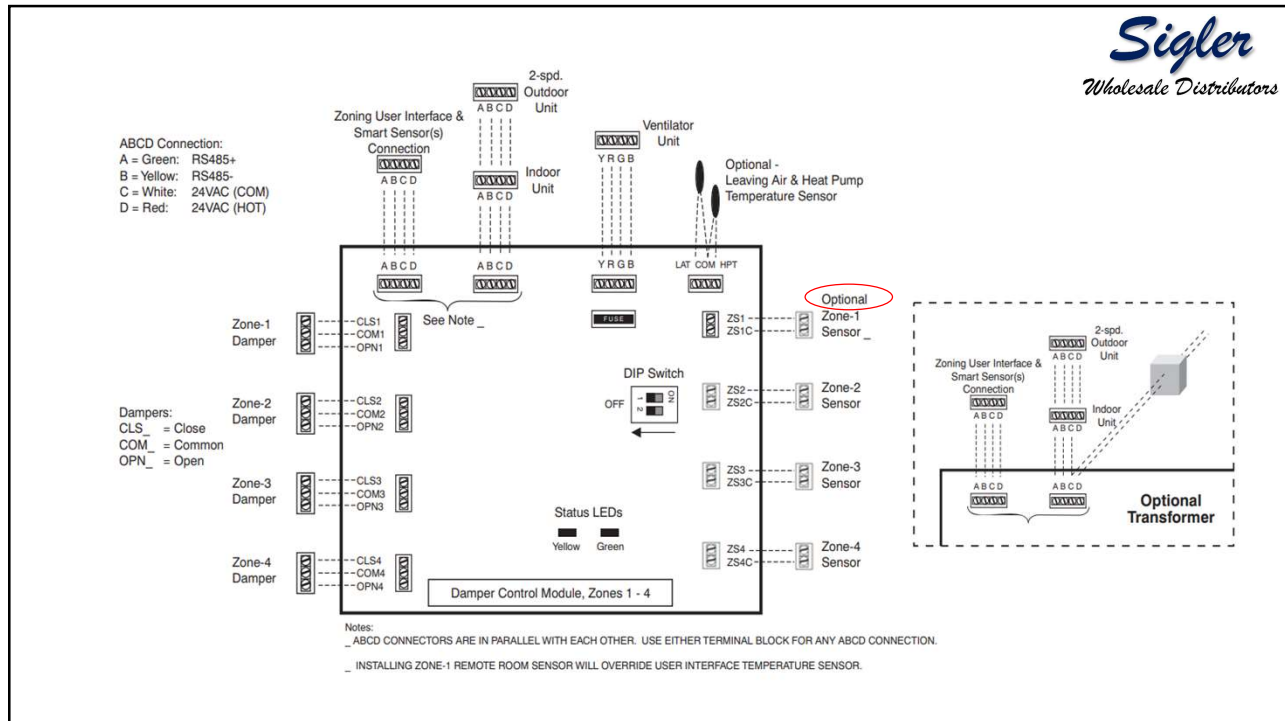 Sigler
Wholesale Distributors
2-spd.
Outdoor
Unit
A B C D
Zoning User Interface &
Smart Sensor(s)
Connection
A B C D
Indoor
Unit
A B C D
Ventilator
Unit
Y R G B
Optional -
Leaving Air & Heat Pump
Temperature Sensor
ABCD Connection:
A = Green: RS485+
B = Yellow: RS485-
C = White: 24VAC (COM)
D = Red: 24VAC (HOT)
A B C D
A B C D
Y R G B
LAT COM HPT
See Note _
FUSE
Zone-1
Damper
CLS1
COM1
OPN1
Zone-2
Damper
CLS2
COM2
OPN2
Dampers:
CLS_ = Close
COM_ = Common
OPN_ = Open
Zone-3
Damper
CLS3
COM3
OPN3
Zone-4
Damper
CLS4
COM4
OPN4
DIP Switch
OFF
1
2
ON
Status LEDs
Yellow Green
Damper Control Module, Zones 1 - 4
ZS1
ZS1C
Optional
Zone-1
Sensor _
ZS2
ZS2C
Zone-2
Sensor
ZS3
ZS3C
Zone-3
Sensor
ZS4
ZS4C
Zone-4
Sensor
2-spd.
Outdoor
Unit
A B C D
Zoning User Interface &
Smart Sensor(s)
Connection
A B C D
Indoor
Unit
A B C D
A B C D
A B C D
Optional
Transformer
Notes:
_ ABCD CONNECTORS ARE IN PARALLEL WITH EACH OTHER. USE EITHER TERMINAL BLOCK FOR ANY ABCD CONNECTION.
_ INSTALLING ZONE-1 REMOTE ROOM SENSOR WILL OVERRIDE USER INTERFACE TEMPERATURE SENSOR.